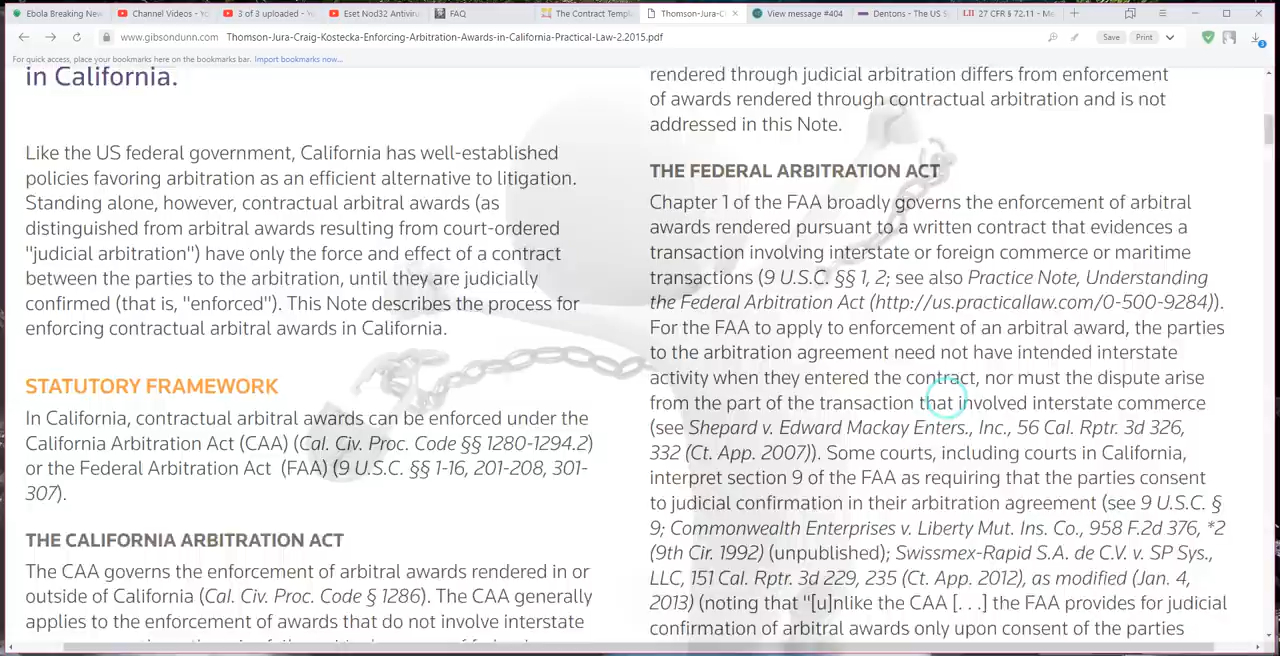 Ebola Breaking New
Channel Videos - Yo
3 of 3 uploaded - Y
Eset Nod32 Antiviru
FAQ
The Contract Templ
Thomson-Jura-Cr
View message #404
Dentons - The US S
LII 27 CFR § 72.11 - Me
www.gibsondunn.com Thomson-Jura-Craig-Kostecka-Enforcing-Arbitration-Awards-in-California-Practical-Law-2.2015.pdf
Save Print
3
For quick access, place your bookmarks here on the bookmarks bar. Import bookmarks now...
in California.
Like the US federal government, California has well-established
policies favoring arbitration as an efficient alternative to litigation.
Standing alone, however, contractual arbitral awards (as
distinguished from arbitral awards resulting from court-ordered
"judicial arbitration") have only the force and effect of a contract
between the parties to the arbitration, until they are judicially
confirmed (that is, "enforced"). This Note describes the process for
enforcing contractual arbitral awards in California.
STATUTORY FRAMEWORK
In California, contractual arbitral awards can be enforced under the
California Arbitration Act (CAA) (Cal. Civ. Proc. Code §§ 1280-1294.2)
or the Federal Arbitration Act (FAA) (9 U.S.C. §§ 1-16, 201-208, 301-
307).
THE CALIFORNIA ARBITRATION ACT
The CAA governs the enforcement of arbitral awards rendered in or
outside of California (Cal. Civ. Proc. Code § 1286). The CAA generally
applies to the enforcement of awards that do not involve interstate
rendered through judicial arbitration differs from enforcement
of awards rendered through contractual arbitration and is not
addressed in this Note.
THE FEDERAL ARBITRATION ACT
Chapter 1 of the FAA broadly governs the enforcement of arbitral
awards rendered pursuant to a written contract that evidences a
transaction involving interstate or foreign commerce or maritime
transactions (9 U.S.C. §§ 1, 2; see also Practice Note, Understanding
the Federal Arbitration Act (http://us.practicallaw.com/0-500-9284)).
For the FAA to apply to enforcement of an arbitral award, the parties
to the arbitration agreement need not have intended interstate
activity when they entered the contract, nor must the dispute arise
from the part of the transaction that involved interstate commerce
(see Shepard v. Edward Mackay Enters., Inc., 56 Cal. Rptr. 3d 326,
332 (Ct. App. 2007)). Some courts, including courts in California,
interpret section 9 of the FAA as requiring that the parties consent
to judicial confirmation in their arbitration agreement (see 9 U.S.C. §
9; Commonwealth Enterprises v. Liberty Mut. Ins. Co., 958 F.2d 376, *2
(9th Cir. 1992) (unpublished); Swissmex-Rapid S.A. de C.V. v. SP Sys.,
LLC, 151 Cal. Rptr. 3d 229, 235 (Ct. App. 2012), as modified (Jan. 4,
2013) (noting that "[u]nlike the CAA [. . .] the FAA provides for judicial
confirmation of arbitral awards only upon consent of the parties